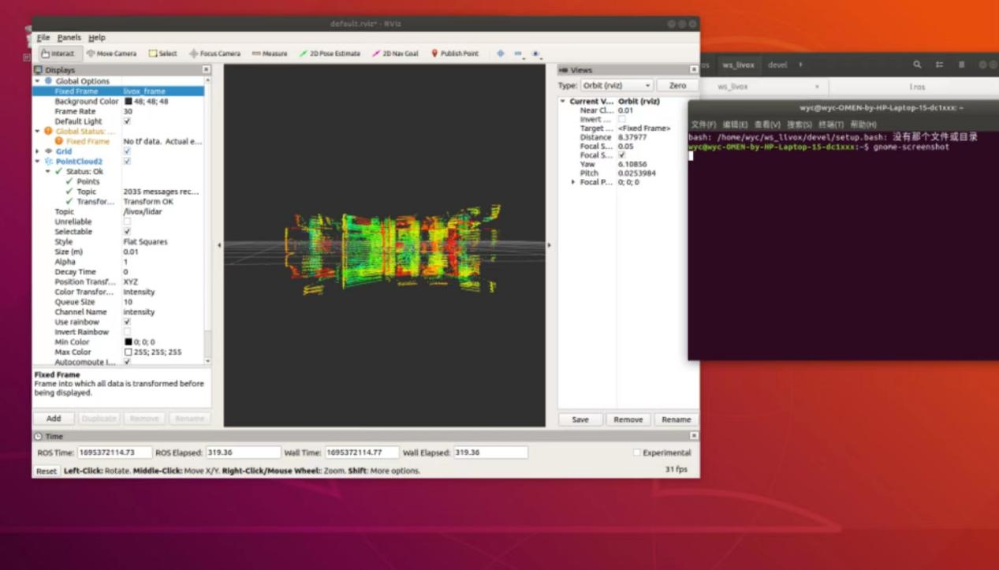 default.rviz* - RViz
File Panels Help
Interact Move Camera Select Focus Camera Measure 2D Pose Estimate 2D Nav Goal Publish Point
Displays
Global Options
Fixed Frame livox_frame
Background Color 48; 48; 48
Frame Rate 30
Default Light
Global Status: ...
Fixed Frame No tf data. Actual e...
Grid
PointCloud2
Status: Ok
Points
Topic 2035 messages rec...
Transfor... Transform OK
Topic /livox/lidar
Unreliable
Selectable
Style Flat Squares
Size (m) 0.01
Alpha 1
Decay Time 0
Position Transf... XYZ
Color Transfor... Intensity
Queue Size 10
Channel Name intensity
Use rainbow
Invert Rainbow
Min Color 0; 0; 0
Max Color 255; 255; 255
Autocompute I...
Fixed Frame
Frame into which all data is transformed before
being displayed.
Add Duplicate Remove Rename
Views
Type: Orbit (rviz) Zero
Current V... Orbit (rviz)
Near Cl... 0.01
Invert ...
Target ... <Fixed Frame>
Distance 8.37977
Focal S... 0.05
Focal S...
Yaw 6.10856
Pitch 0.0253984
Focal P... 0; 0; 0
Save Remove Rename
Time
ROS Time: 1695372114.73 ROS Elapsed: 319.36 Wall Time: 1695372114.77 Wall Elapsed: 319.36 Experimental
Reset Left-Click: Rotate. Middle-Click: Move X/Y. Right-Click/Mouse Wheel: Zoom. Shift: More options. 31 fps
os ws_livox devel
ws_livox
wyc@wyc-OMEN-by-HP-Laptop-15-dc1xxx: ~
文件(F) 编辑(E) 查看(V) 搜索(S) 终端(T) 帮助(H)
bash: /home/wyc/ws_livox/devel/setup.bash: 没有那个文件或目录
wyc@wyc-OMEN-by-HP-Laptop-15-dc1xxx:~$ gnome-screenshot